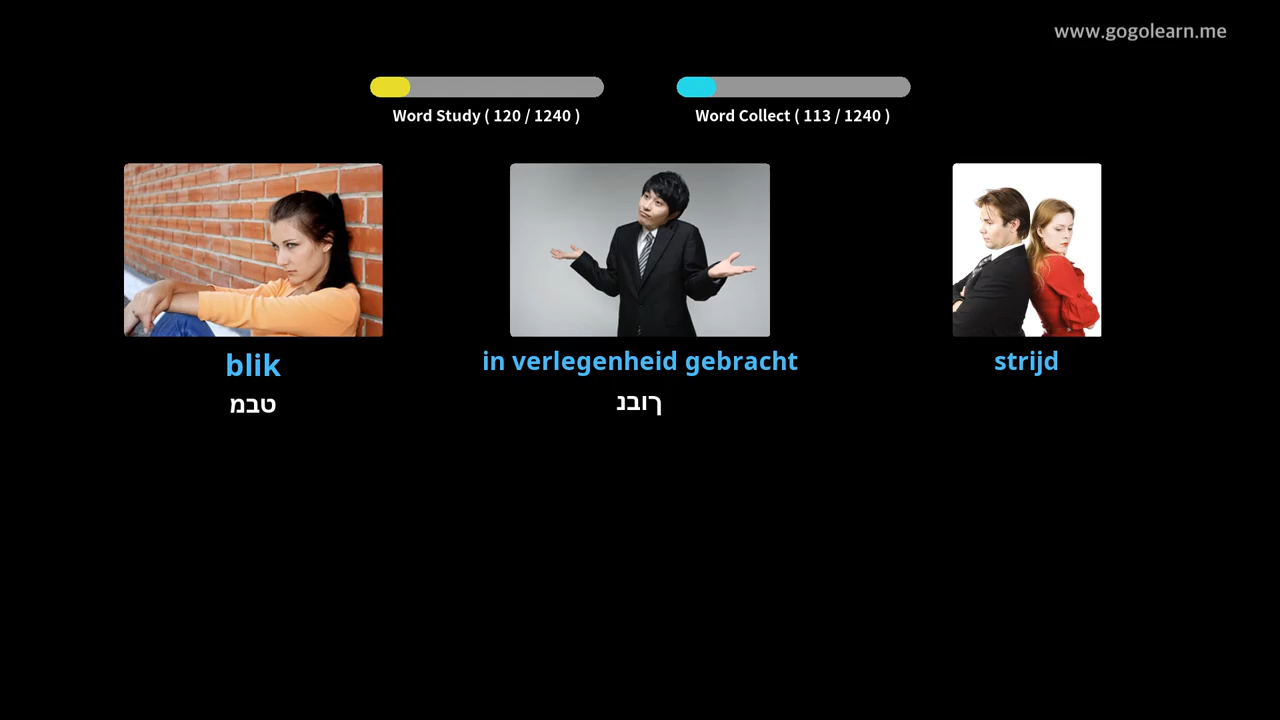 www.gogolearn.me
Word Study ( 120 / 1240 )
Word Collect ( 113 / 1240 )
blik
טבמ
in verlegenheid gebracht
ךובנ
strijd